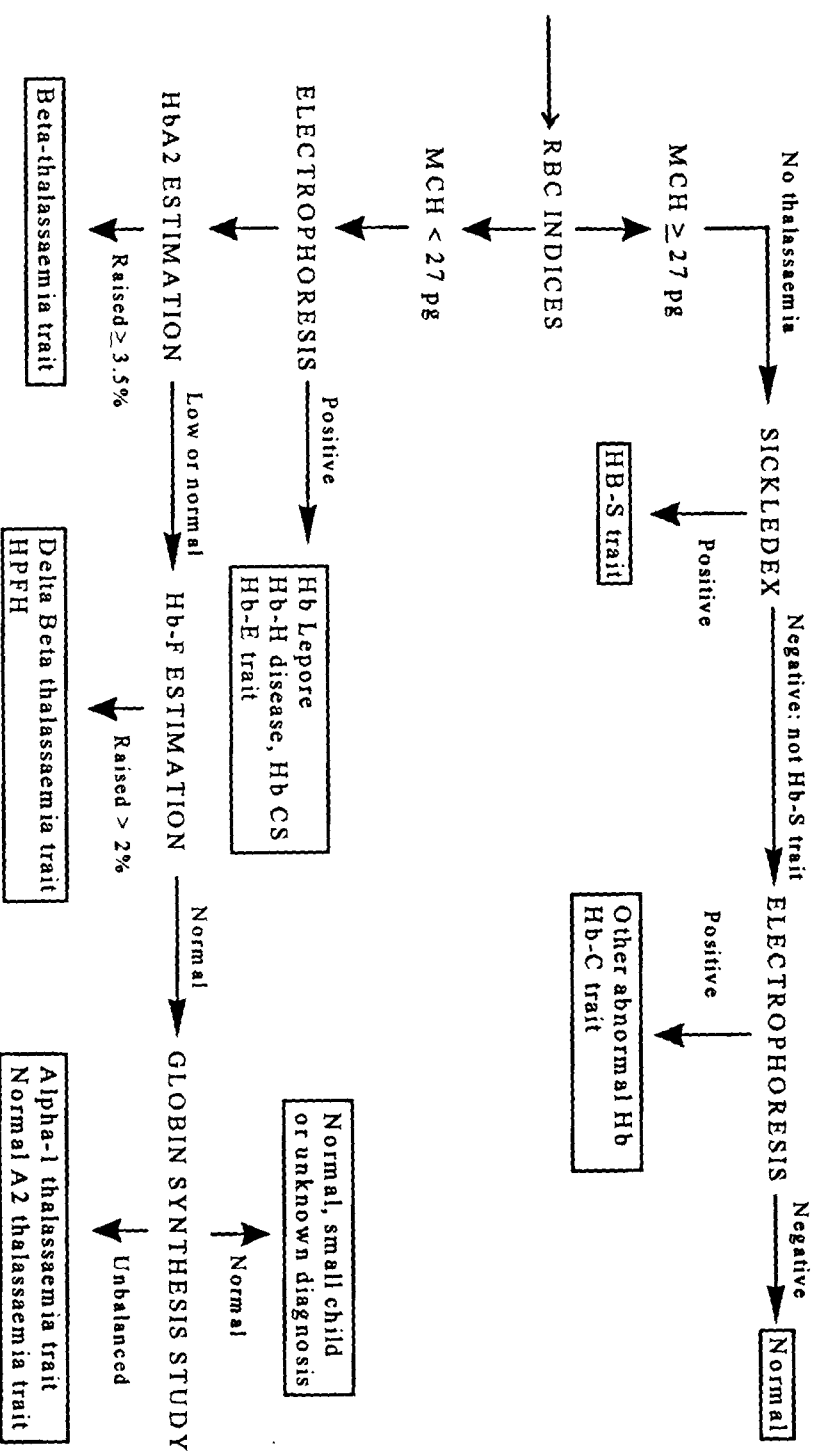 No thalassaemia
MCH ≥ 27 pg
RBC INDICES
MCH < 27 pg
SICKLEDEX
Positive
HB-S trait
Negative: not Hb-S trait
ELECTROPHORESIS
Positive
Other abnormal Hb
Hb-C trait
Negative
Normal
ELECTROPHORESIS
Positive
Hb Lepore
Hb-H disease, Hb CS
Hb-E trait
HbA2 ESTIMATION
Raised ≥ 3.5%
Beta-thalassaemia trait
Low or normal
Hb-F ESTIMATION
Raised > 2%
Delta Beta thalassaemia trait
HPFH
Normal
GLOBIN SYNTHESIS STUDY
Normal
Normal, small child
or unknown diagnosis
Unbalanced
Alpha-1 thalassaemia trait
Normal A2 thalassaemia trait